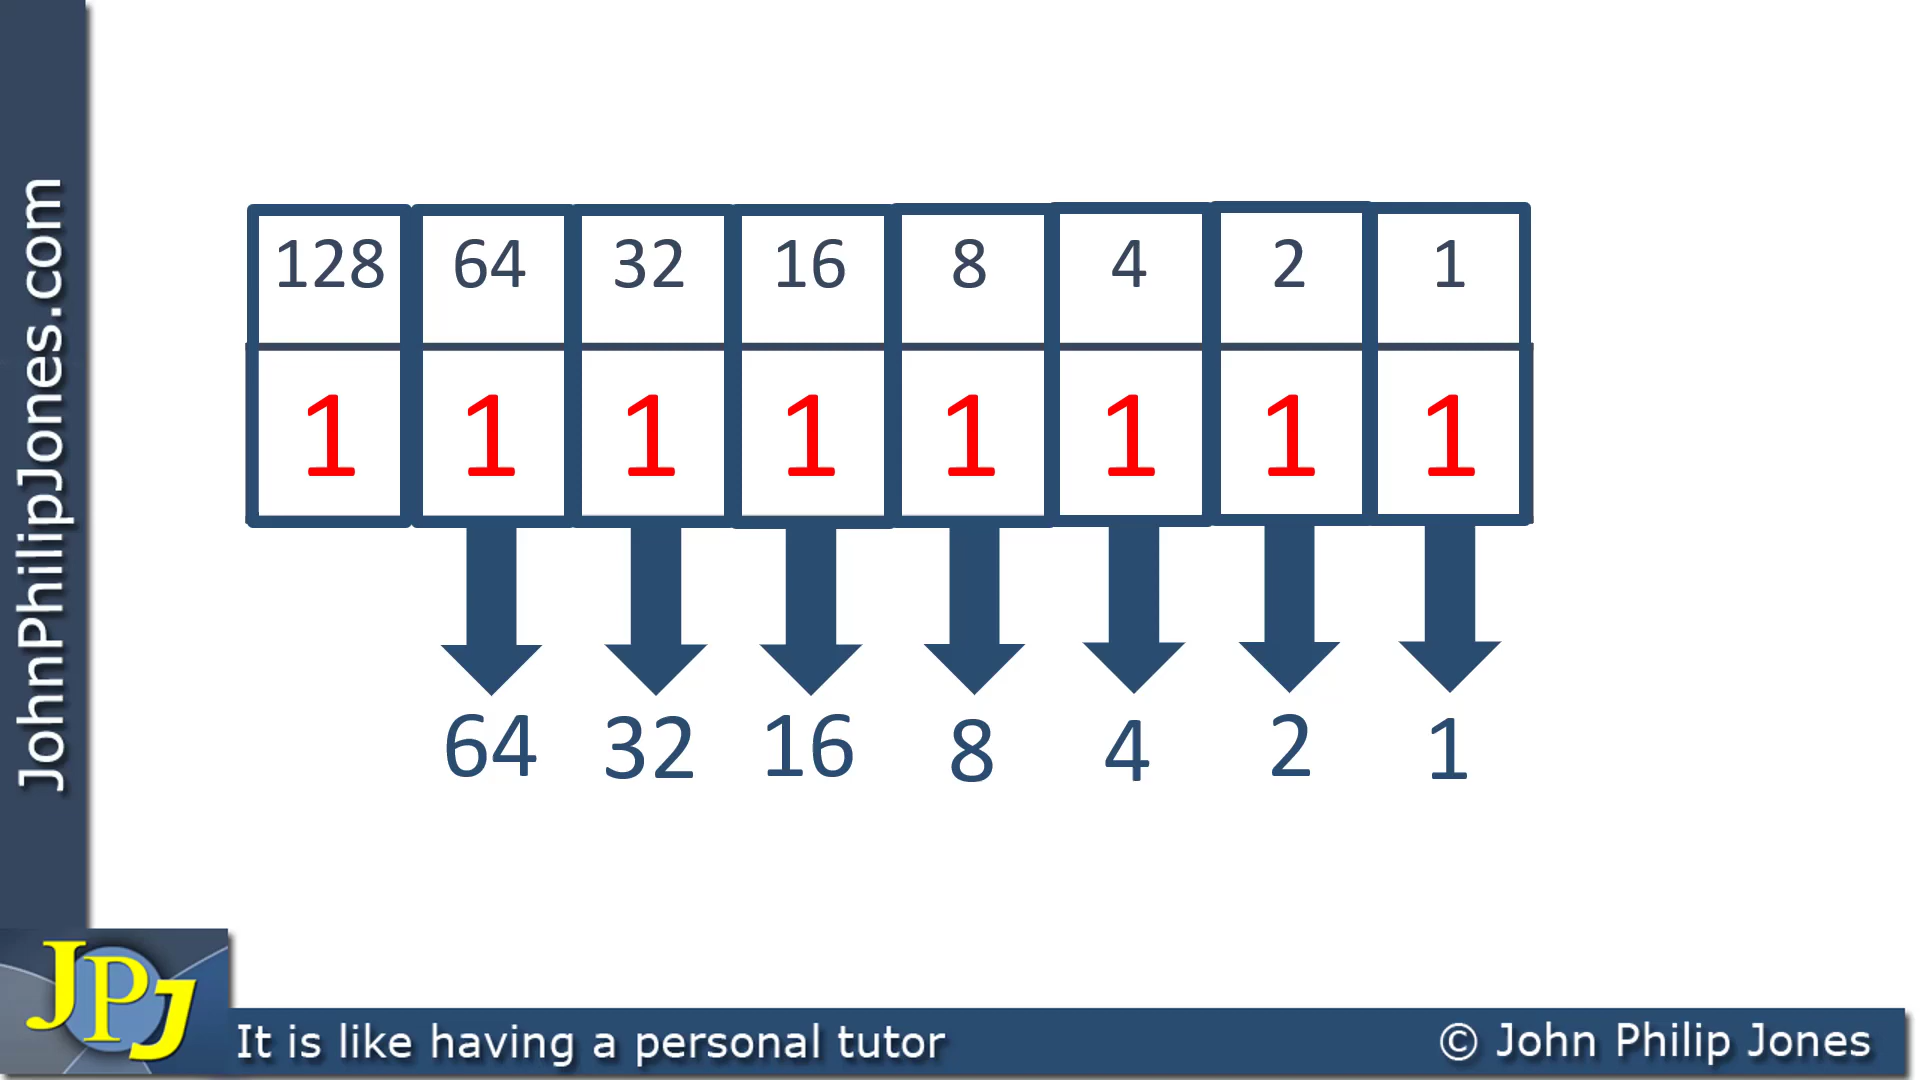 JohnPhilipJones.com
128 64 32 16 8 4 2 1
1 1 1 1 1 1 1 1
64 32 16 8 4 2 1
JPJ
It is like having a personal tutor
© John Philip Jones